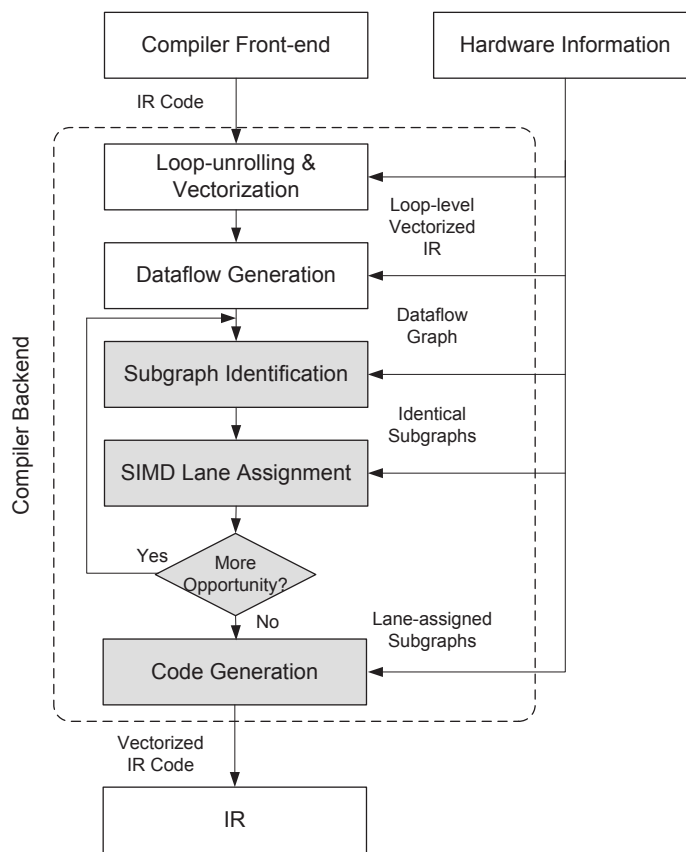 Compiler Front-end
Hardware Information
IR Code
Loop-unrolling &
Vectorization
Loop-level
Vectorized
IR
Dataflow Generation
Dataflow
Graph
Subgraph Identification
Identical
Subgraphs
SIMD Lane Assignment
Yes
More
Opportunity?
No
Lane-assigned
Subgraphs
Code Generation
Compiler Backend
Vectorized
IR Code
IR